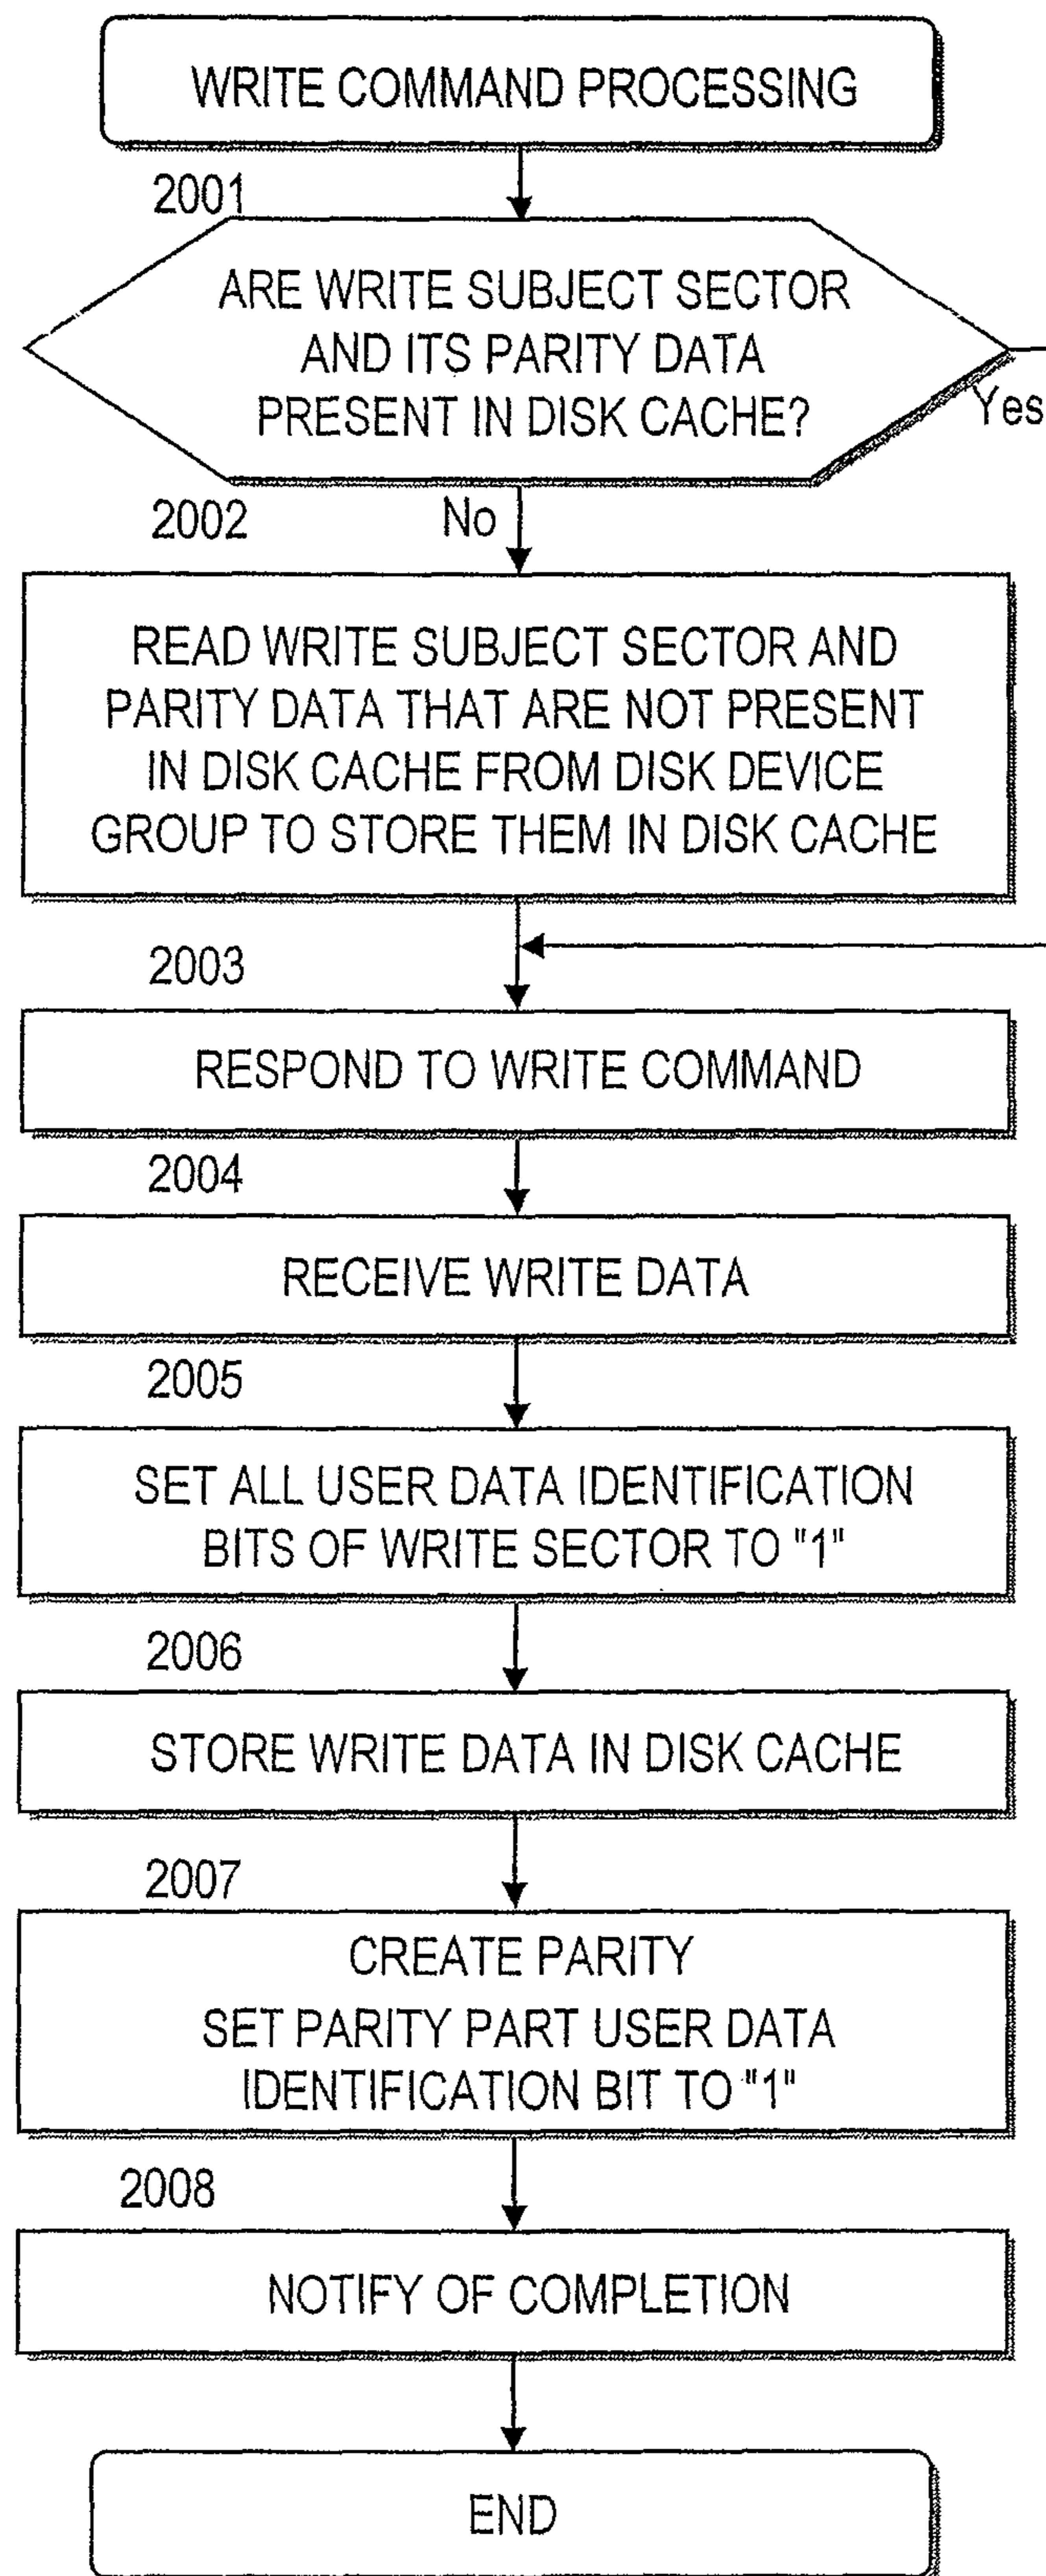 WRITE COMMAND PROCESSING
2001
ARE WRITE SUBJECT SECTOR
AND ITS PARITY DATA
PRESENT IN DISK CACHE?
Yes
2002
No
READ WRITE SUBJECT SECTOR AND
PARITY DATA THAT ARE NOT PRESENT
IN DISK CACHE FROM DISK DEVICE
GROUP TO STORE THEM IN DISK CACHE
2003
RESPOND TO WRITE COMMAND
2004
RECEIVE WRITE DATA
2005
SET ALL USER DATA IDENTIFICATION
BITS OF WRITE SECTOR TO "1"
2006
STORE WRITE DATA IN DISK CACHE
2007
CREATE PARITY
SET PARITY PART USER DATA
IDENTIFICATION BIT TO "1"
2008
NOTIFY OF COMPLETION
END